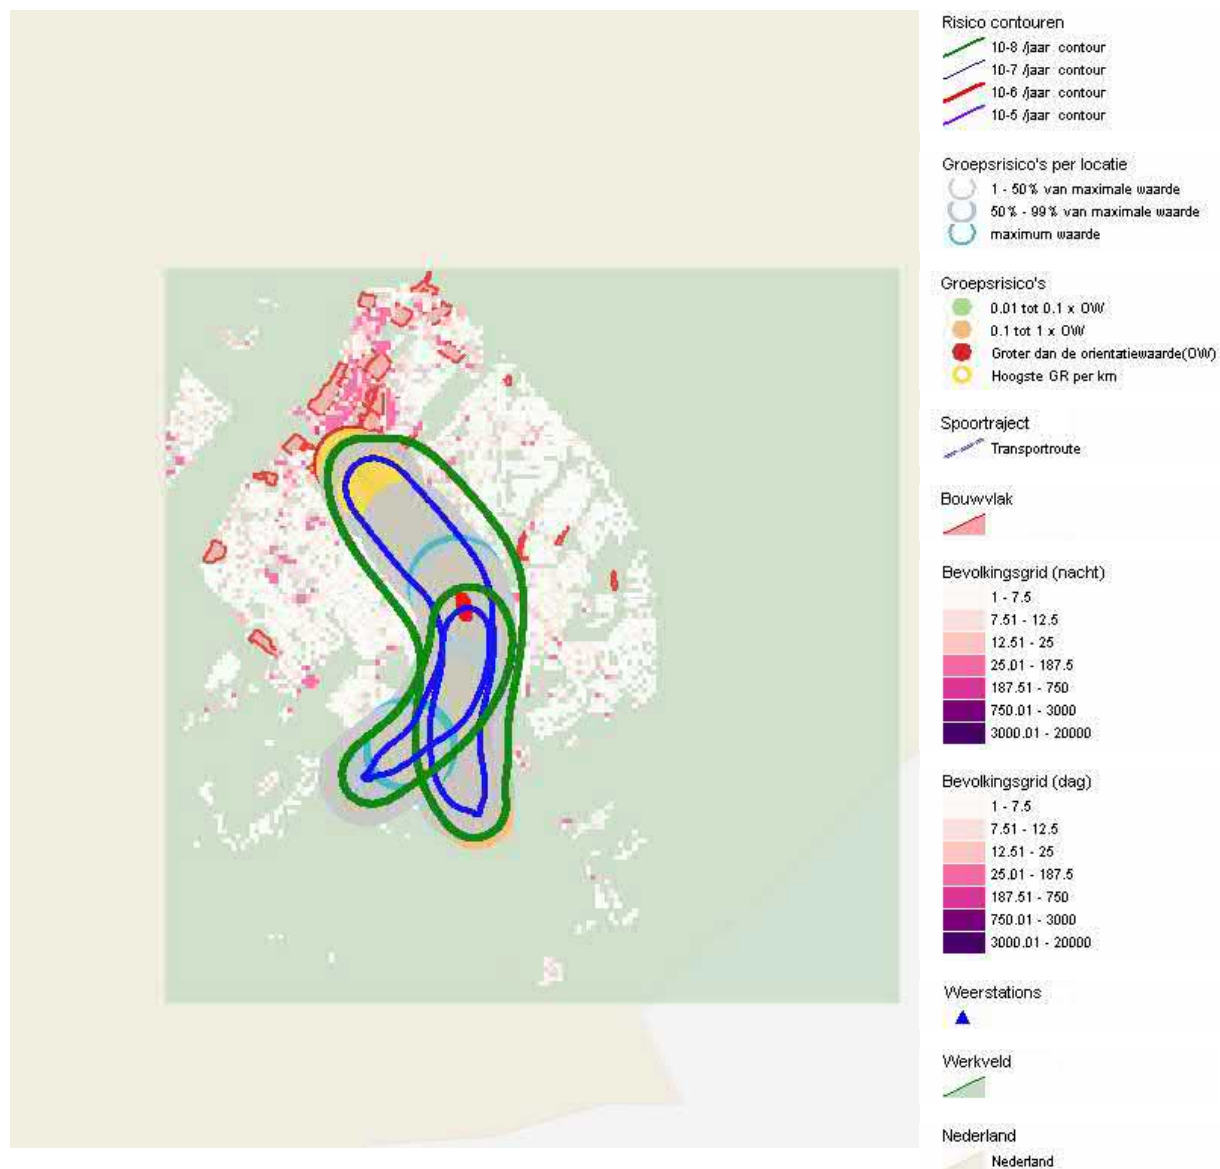 Risico contouren
10-8 /jaar contour
10-7 /jaar contour
10-6 /jaar contour
10-5 /jaar contour
Groepsrisico's per locatie
1 - 50% van maximale waarde
50% - 99% van maximale waarde
maximum waarde
Groepsrisico's
0.01 tot 0.1 x OW
0.1 tot 1 x OW
Groter dan de orientatiewaarde(OW)
Hoogste GR per km
Spoortraject
Transportroute
Bouwvlak
Bevolkingsgrid (nacht)
1 - 7.5
7.51 - 12.5
12.51 - 25
25.01 - 187.5
187.51 - 750
750.01 - 3000
3000.01 - 20000
Bevolkingsgrid (dag)
1 - 7.5
7.51 - 12.5
12.51 - 25
25.01 - 187.5
187.51 - 750
750.01 - 3000
3000.01 - 20000
Weerstations
Werkveld
Nederland
Nederland